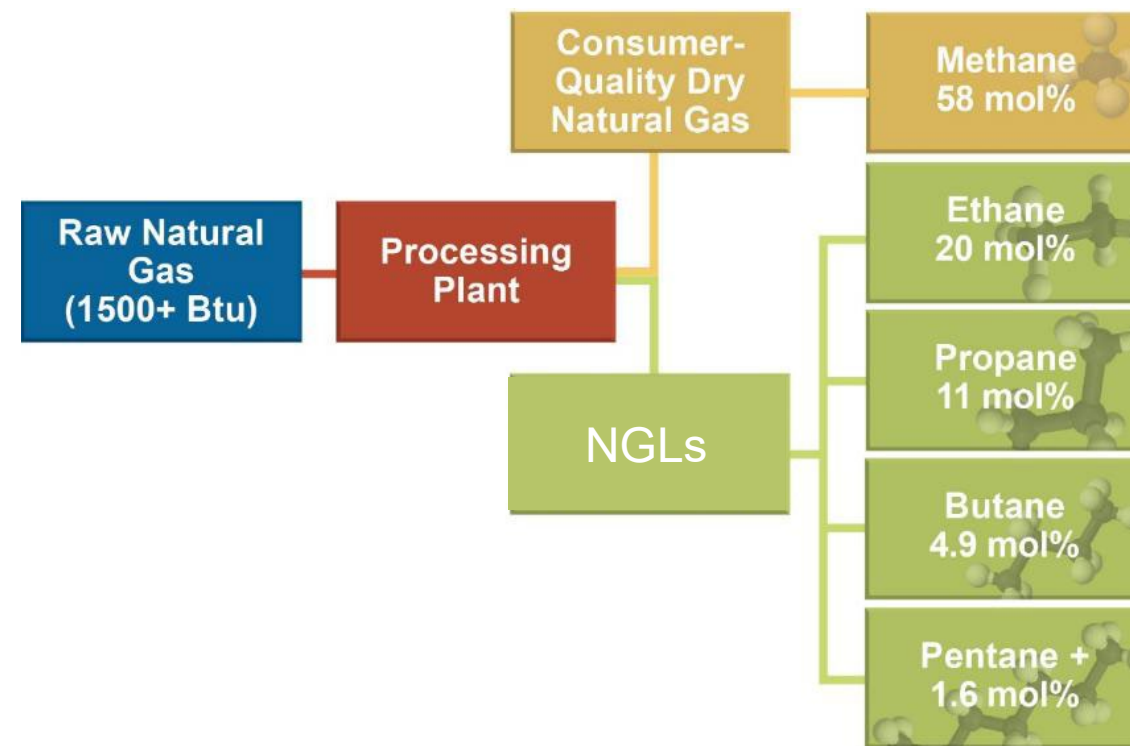 Consumer-
Quality Dry
Natural Gas
Methane
58 mol%
Raw Natural
Gas
(1500+ Btu)
Processing
Plant
Ethane
20 mol%
Propane
11 mol%
NGLs
Butane
4.9 mol%
Pentane +
1.6 mol%